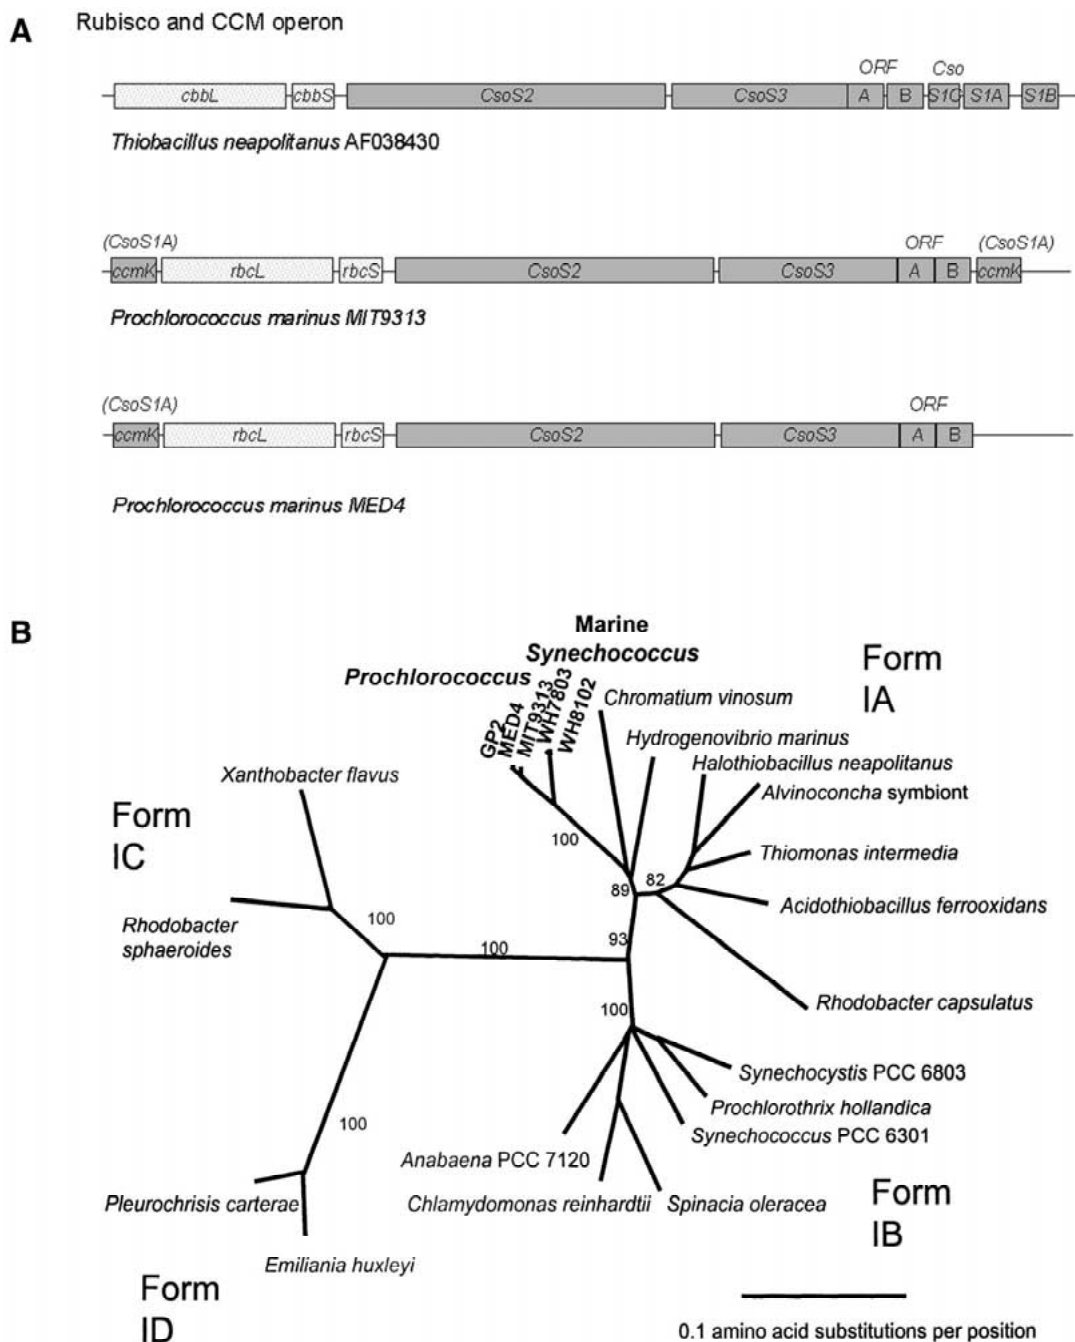 A
Rubisco and CCM operon
ORF Cso
cbbL cbbS CsoS2 CsoS3 A B S1C S1A S1B
Thiobacillus neapolitanus AF038430
(CsoS1A) ORF (CsoS1A)
ccmK rbcL rbcS CsoS2 CsoS3 A B ccmK
Prochlorococcus marinus MIT9313
(CsoS1A) ORF
ccmK rbcL rbcS CsoS2 CsoS3 A B
Prochlorococcus marinus MED4
B
Marine
Synechococcus
Prochlorococcus
GP2
MED4
MIT9313
WH7803
WH8102
Form
IA
Chromatium vinosum
Hydrogenovibrio marinus
Halothiobacillus neapolitanus
Alvinoconcha symbiont
Thiomonas intermedia
Acidothiobacillus ferrooxidans
Rhodobacter capsulatus
Xanthobacter flavus
Form
IC
Rhodobacter
sphaeroides
100
89
82
93
100
100
100
100
Synechocystis PCC 6803
Prochlorothrix hollandica
Synechococcus PCC 6301
Anabaena PCC 7120
Chlamydomonas reinhardtii
Spinacia oleracea
Form
IB
Pleurochrisis carterae
Emiliania huxleyi
Form
ID
0.1 amino acid substitutions per position